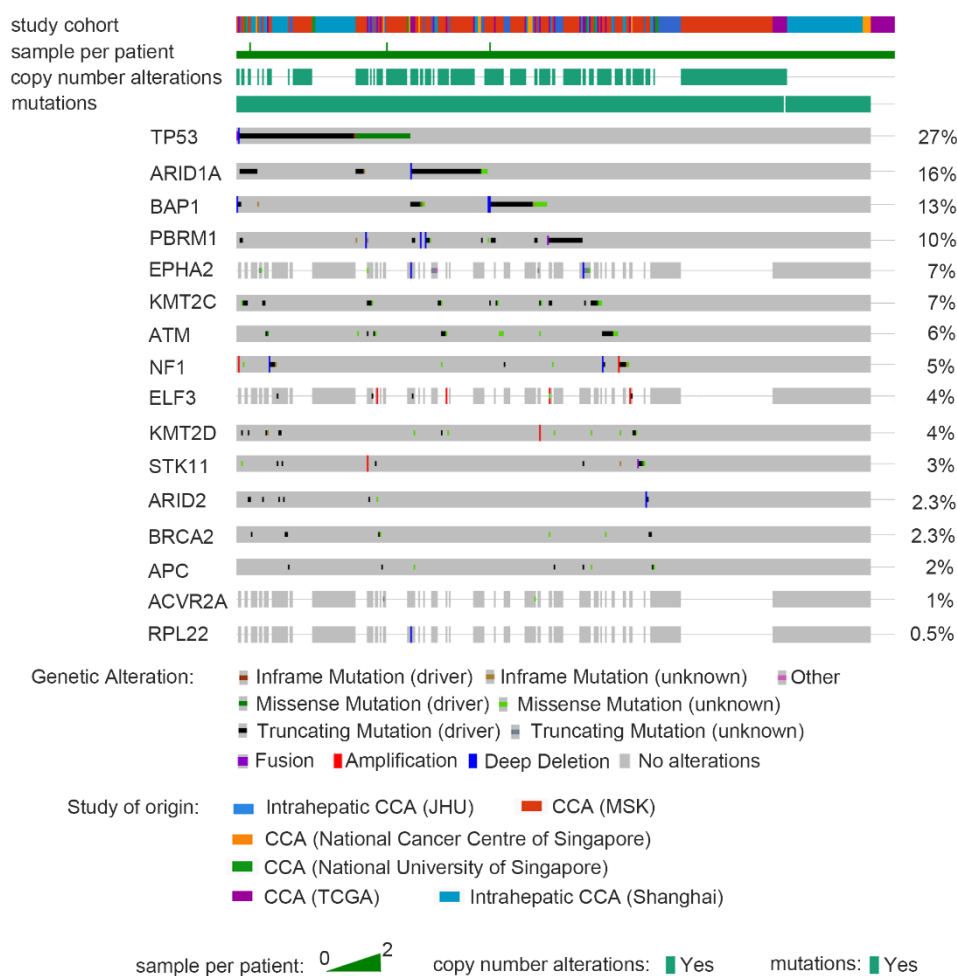 study cohort
sample per patient
copy number alterations
mutations
TP53 27%
ARID1A 16%
BAP1 13%
PBRM1 10%
EPHA2 7%
KMT2C 7%
ATM 6%
NF1 5%
ELF3 4%
KMT2D 4%
STK11 3%
ARID2 2.3%
BRCA2 2.3%
APC 2%
ACVR2A 1%
RPL22 0.5%
Genetic Alteration: Inframe Mutation (driver) Inframe Mutation (unknown) Other
Missense Mutation (driver) Missense Mutation (unknown)
Truncating Mutation (driver) Truncating Mutation (unknown)
Fusion Amplification Deep Deletion No alterations
Study of origin: Intrahepatic CCA (JHU) CCA (MSK)
CCA (National Cancer Centre of Singapore)
CCA (National University of Singapore)
CCA (TCGA) Intrahepatic CCA (Shanghai)
sample per patient: 0 2 copy number alterations: Yes mutations: Yes